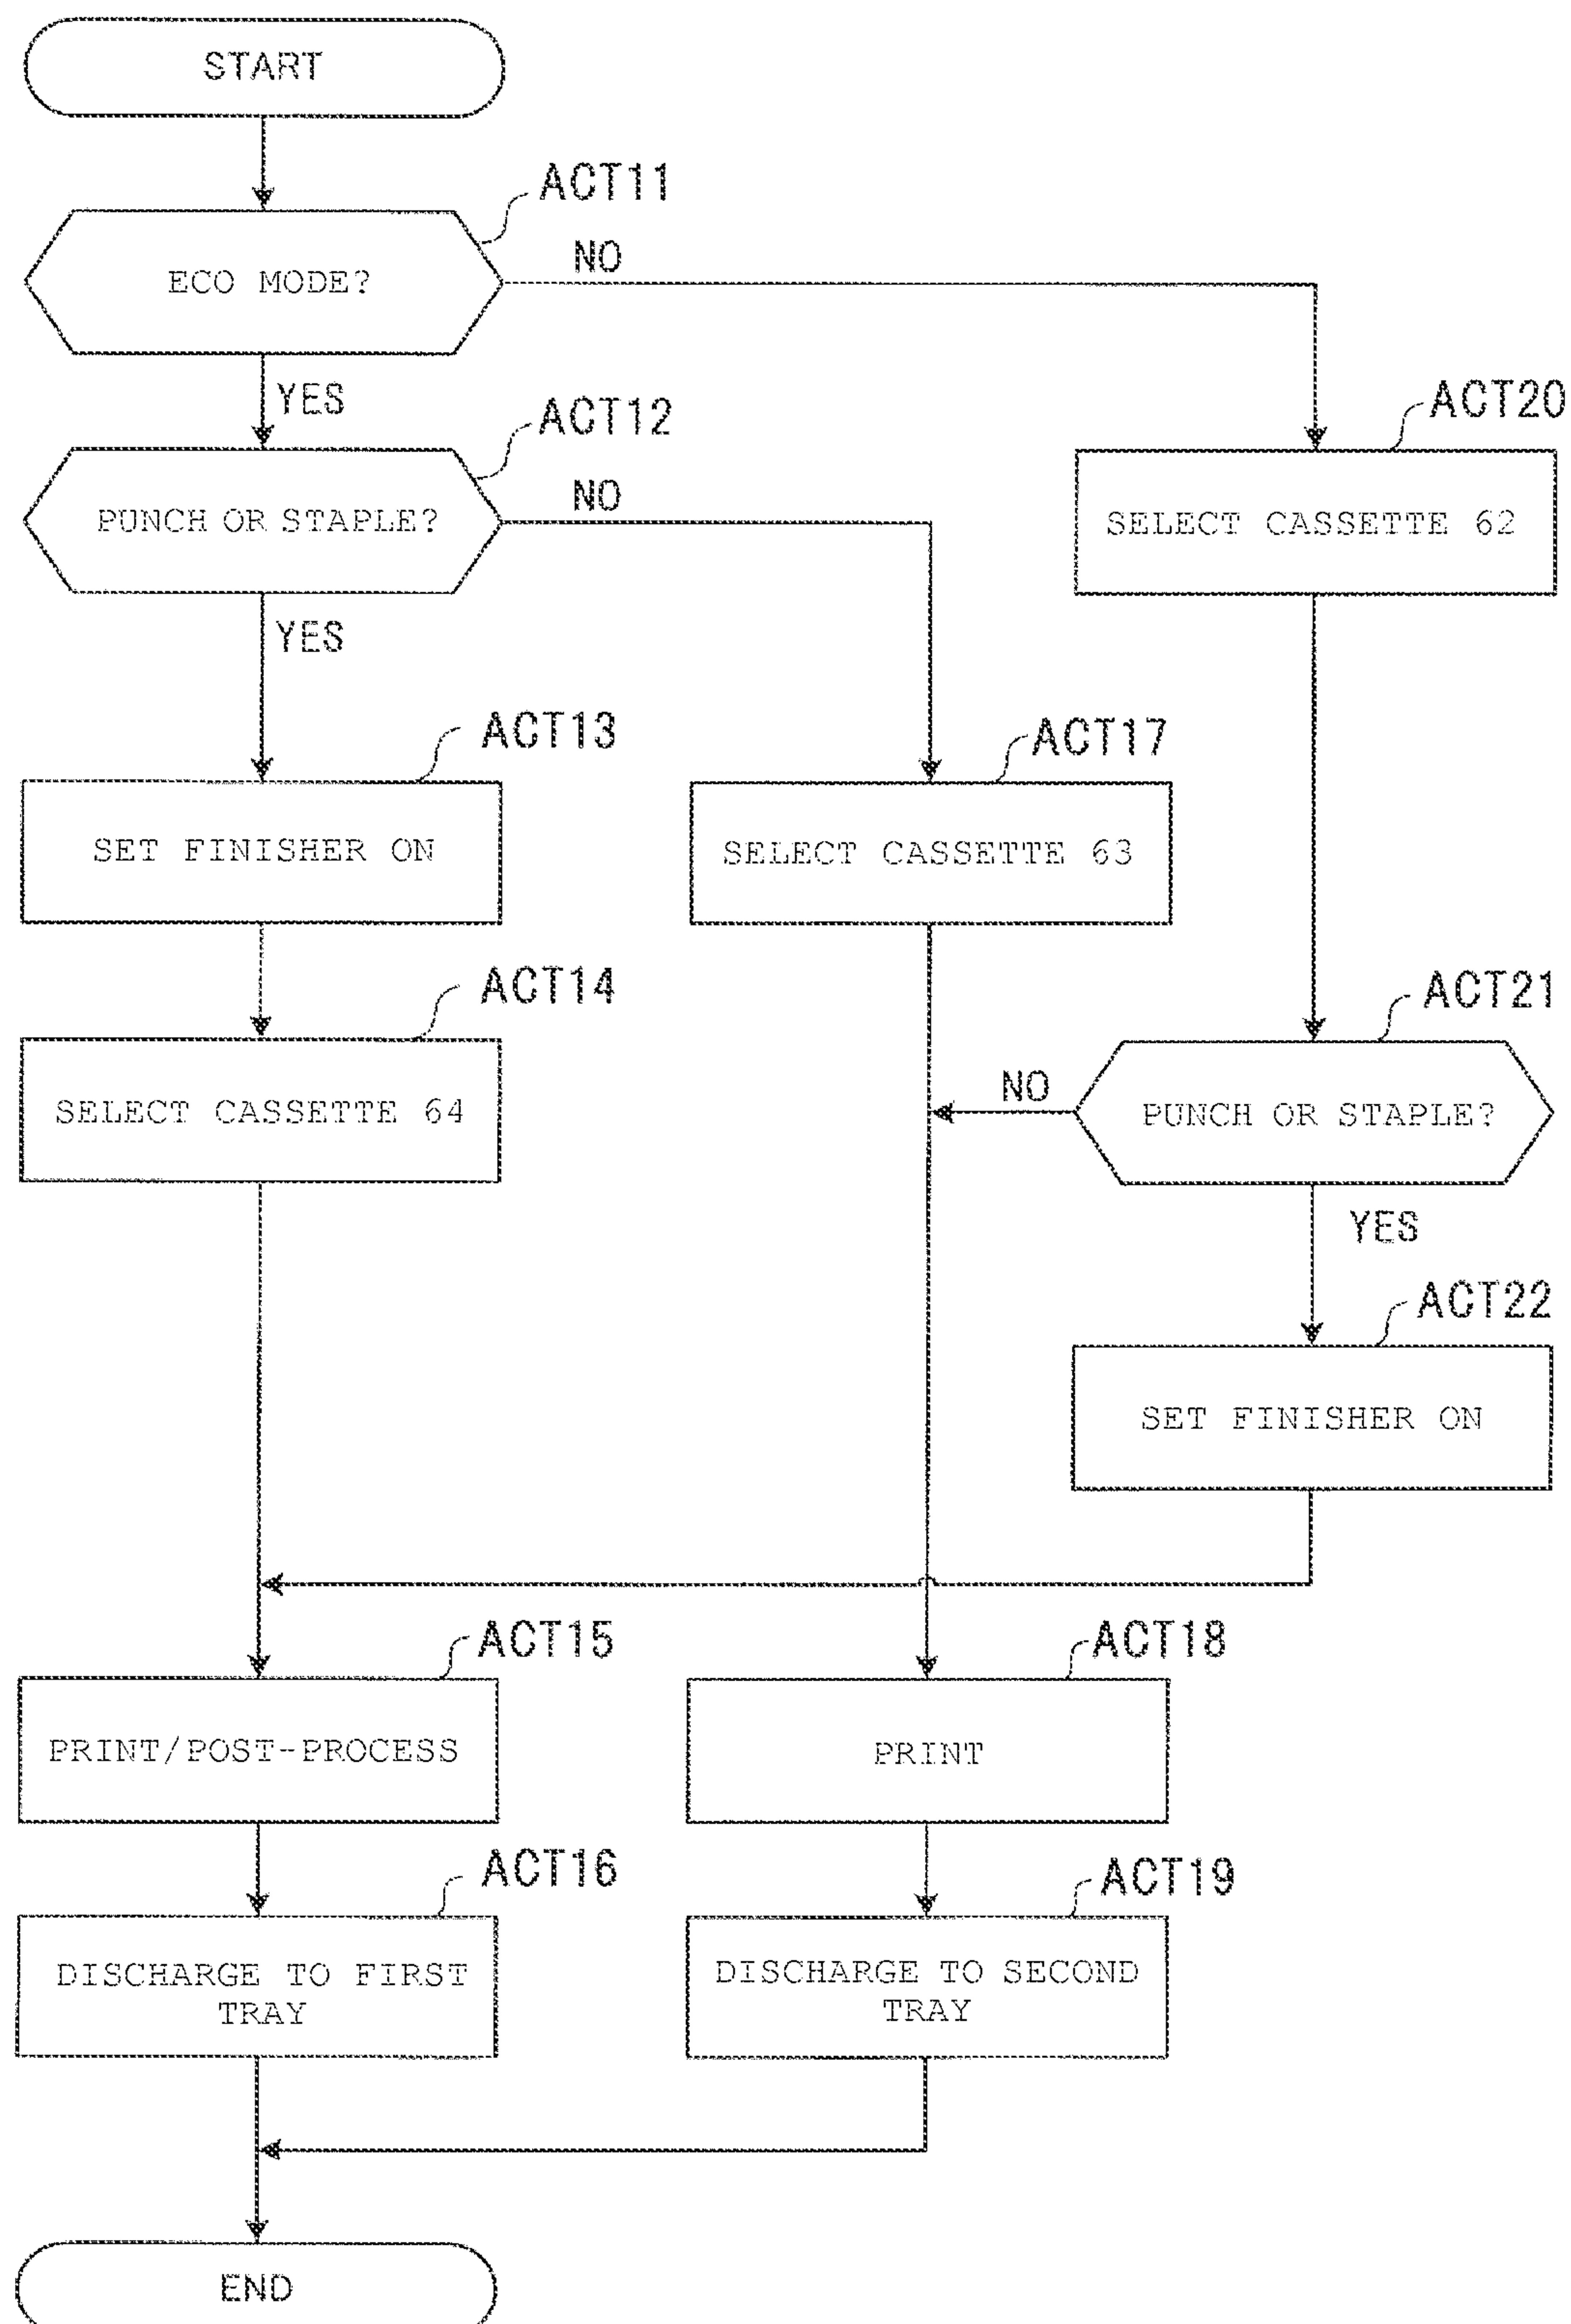 START
ACT11
ECO MODE?
NO
YES
ACT12
ACT20
PUNCH OR STAPLE?
NO
SELECT CASSETTE 62
YES
ACT13
ACT17
SET FINISHER ON
SELECT CASSETTE 63
ACT14
ACT21
SELECT CASSETTE 64
NO
PUNCH OR STAPLE?
YES
ACT22
SET FINISHER ON
ACT15
ACT18
PRINT/POST-PROCESS
PRINT
ACT16
ACT19
DISCHARGE TO FIRST
TRAY
DISCHARGE TO SECOND
TRAY
END